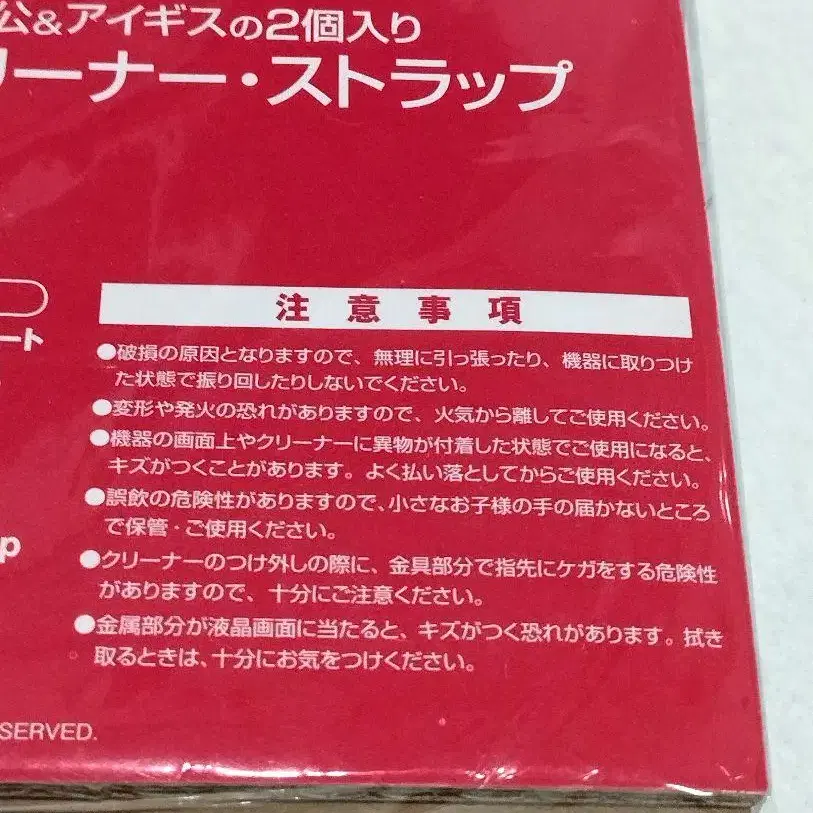 公&アイギスの2個入り
リーナー・ストラップ
注意事項
ート
●破損の原因となりますので、無理に引っ張ったり、機器に取りつけ
た状態で振り回したりしないでください。
●変形や発火の恐れがありますので、火気から離してご使用ください。
●機器の画面上やクリーナーに異物が付着した状態でご使用になると、
キズがつくことがあります。よく払い落としてからご使用ください。
●誤飲の危険性がありますので、小さなお子様の手の届かないところ
で保管・ご使用ください。
p
●クリーナーのつけ外しの際に、金具部分で指先にケガをする危険性
がありますので、十分にご注意ください。
●金属部分が液晶画面に当たると、キズがつく恐れがあります。拭き
取るときは、十分にお気をつけください。
SERVED.